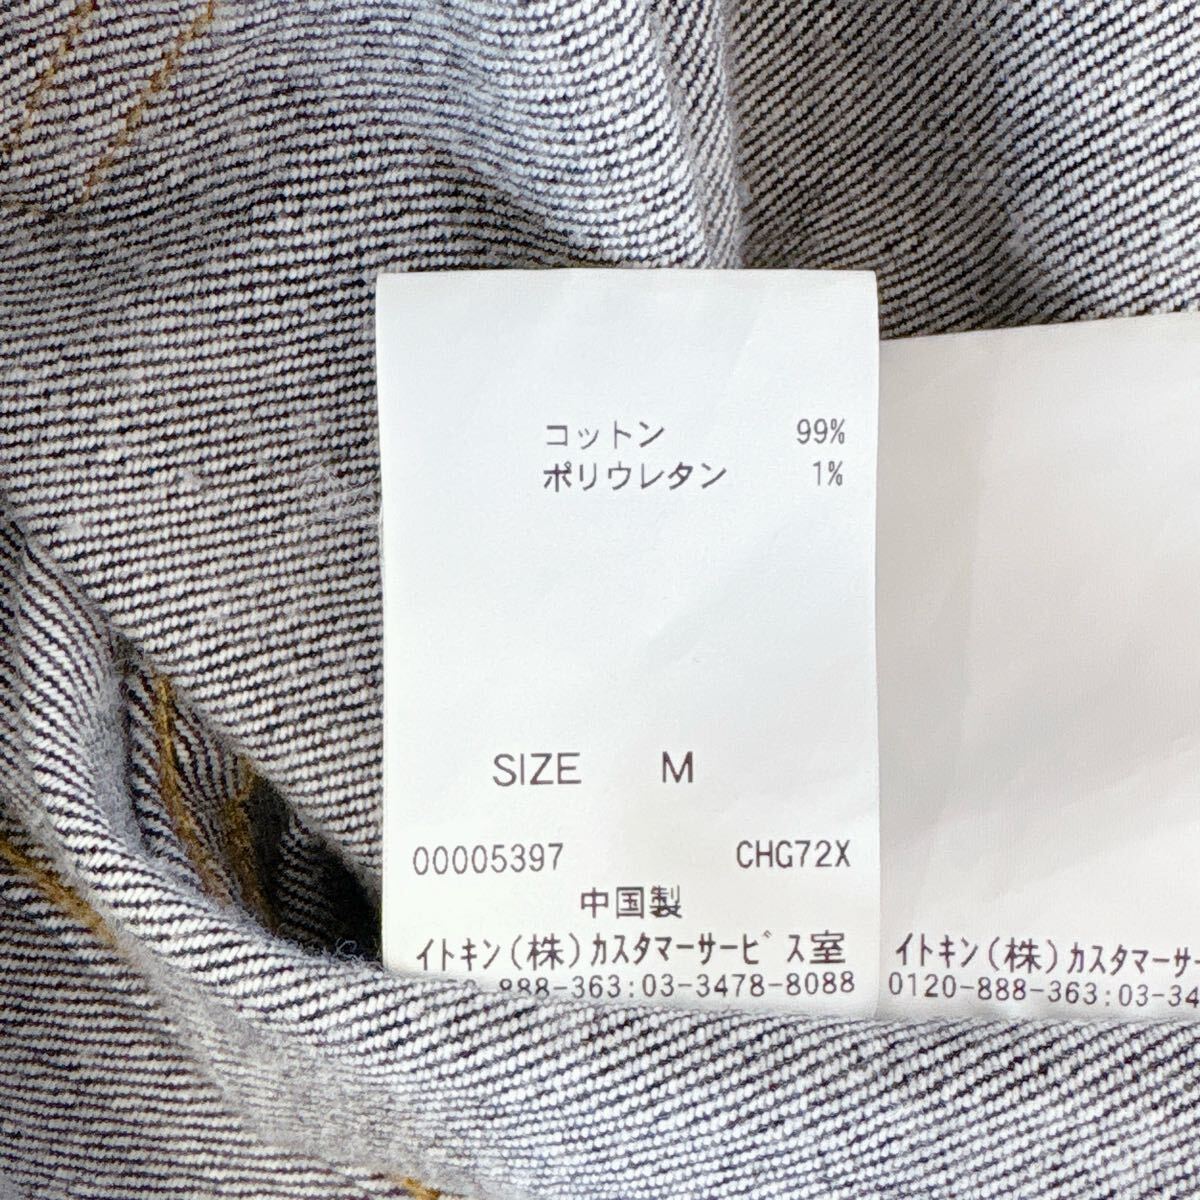 コットン 99%
ポリウレタン 1%
SIZE M
00005397 CHG72X
中国製
イトキン(株)カスタマーサービス室
888-363:03-3478-8088
イトキン(株)カスタマーサー
0120-888-363:03-34